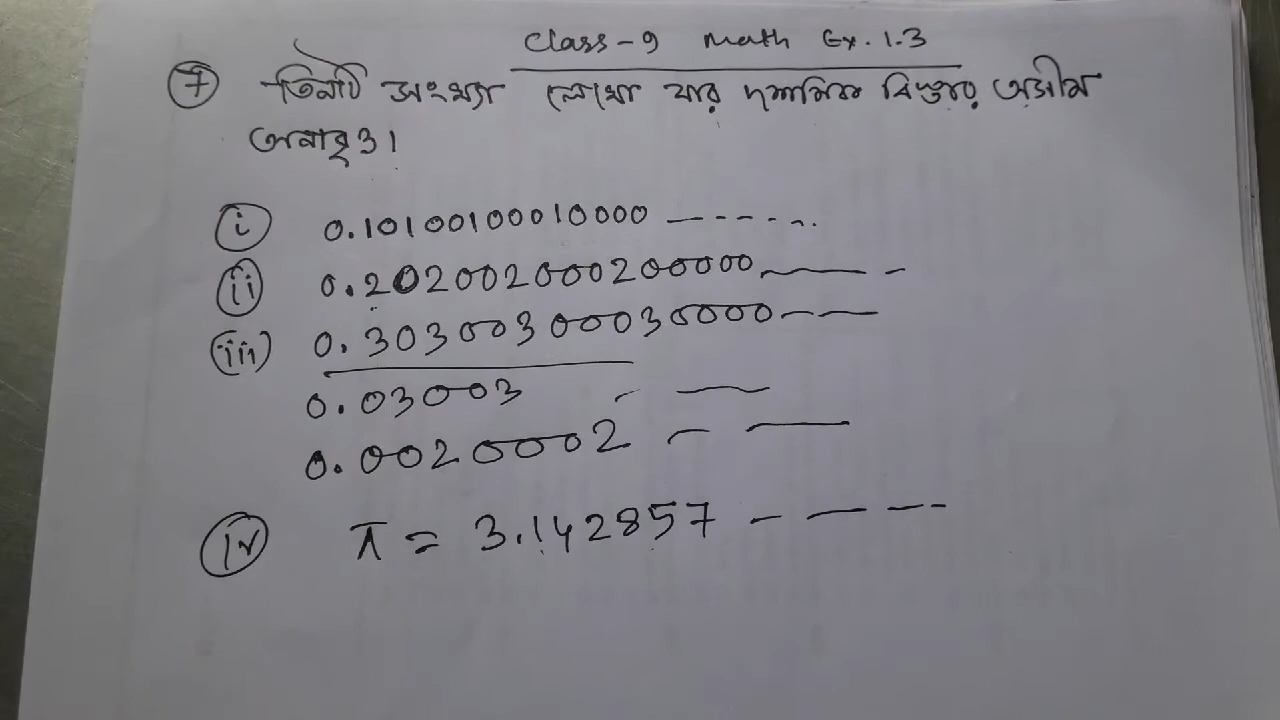 Class-9 Math Ex. 1.3
7 তিনটি সংখ্যা লেখো যার দশমিক বিস্তার অসীম
অনাবৃত।
i 0.10100100010000 ------
ii 0.202002000200000, — -
iii 0.30300300030000 ——
0.03003 - —
0.0020002 - —
iv π = 3.142857 - — --